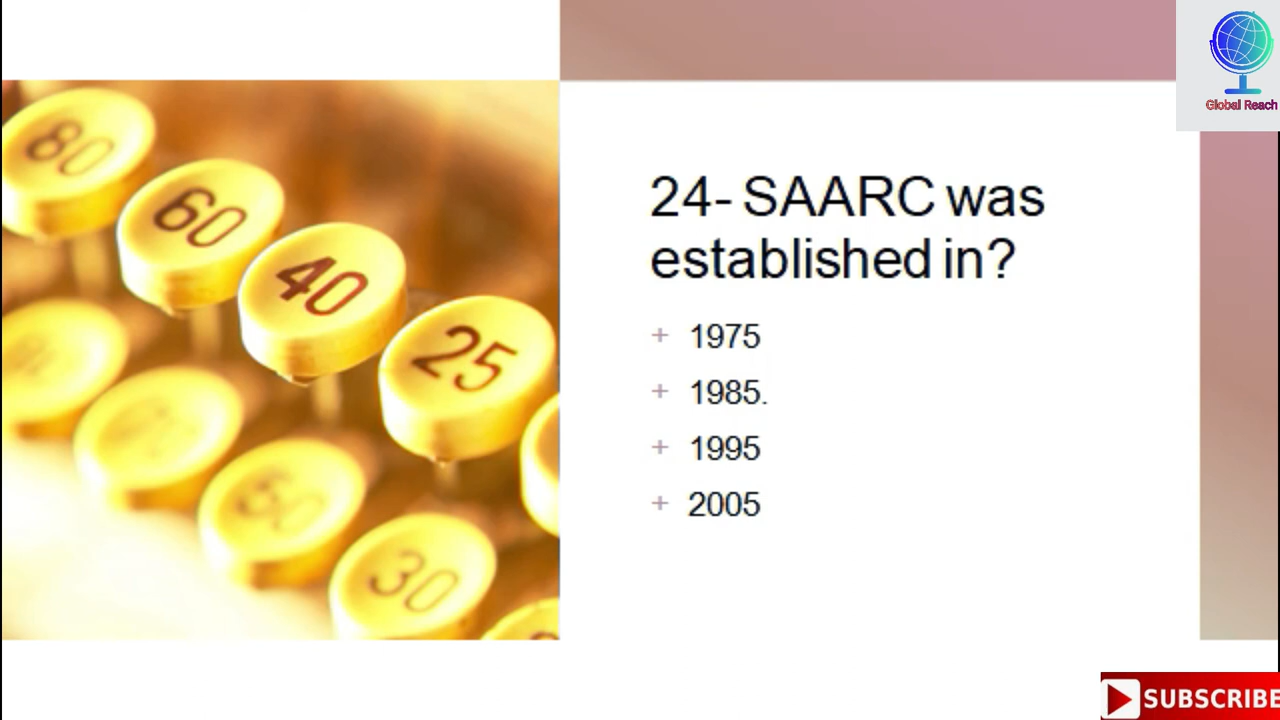 Global Reach
24- SAARC was
established in?
+ 1975
+ 1985.
+ 1995
+ 2005
80
60
40
25
30
SUBSCRIBE